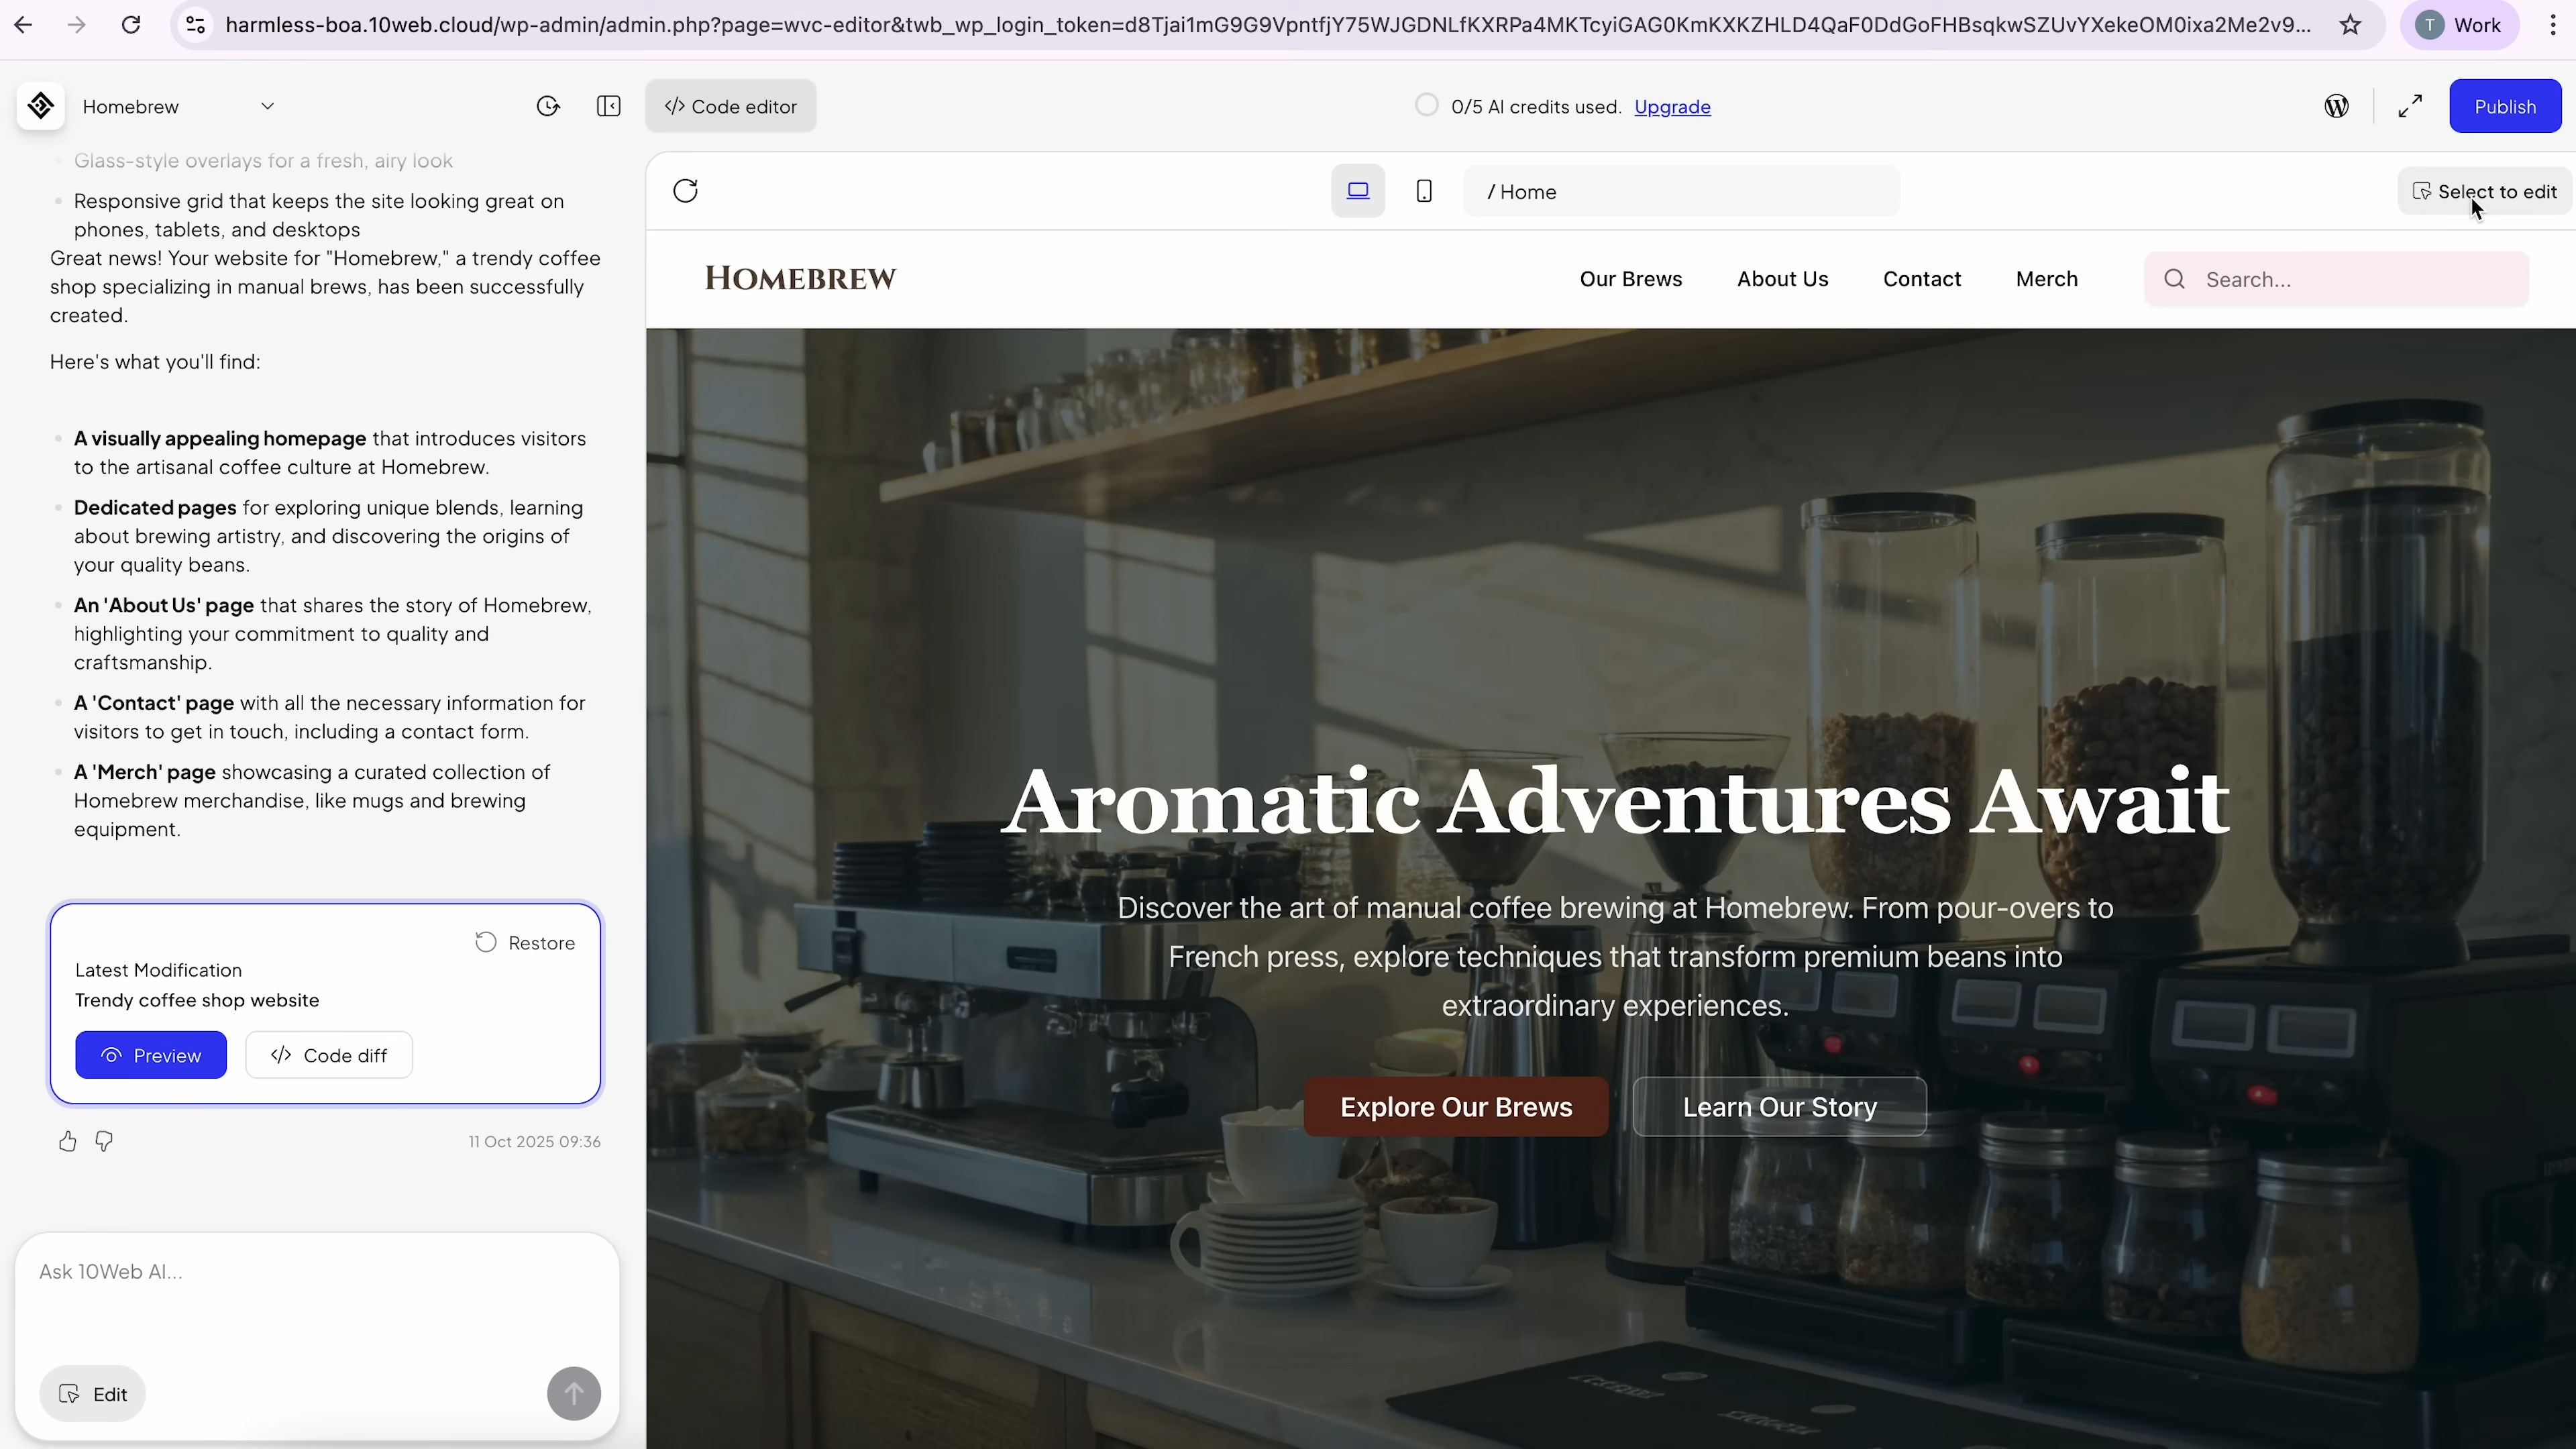 harmless-boa.10web.cloud/wp-admin/admin.php?page=wvc-editor&twb_wp_login_token=d8Tjai1mG9G9VpntfjY75WJGDNLfKXRPa4MKTcyiGAG0KmKXKZHLD4QaF0DdGoFHBsqkwSZUvYXekeOM0ixa2Me2v9...
T Work
Homebrew
</> Code editor
0/5 AI credits used. Upgrade
Publish
Glass-style overlays for a fresh, airy look
Responsive grid that keeps the site looking great on
phones, tablets, and desktops
Great news! Your website for "Homebrew," a trendy coffee
shop specializing in manual brews, has been successfully
created.
Here's what you'll find:
A visually appealing homepage that introduces visitors
to the artisanal coffee culture at Homebrew.
Dedicated pages for exploring unique blends, learning
about brewing artistry, and discovering the origins of
your quality beans.
An 'About Us' page that shares the story of Homebrew,
highlighting your commitment to quality and
craftsmanship.
A 'Contact' page with all the necessary information for
visitors to get in touch, including a contact form.
A 'Merch' page showcasing a curated collection of
Homebrew merchandise, like mugs and brewing
equipment.
Restore
Latest Modification
Trendy coffee shop website
Preview
</> Code diff
11 Oct 2025 09:36
Ask 10Web AI...
Edit
/ Home
Select to edit
HOMEBREW
Our Brews About Us Contact Merch
Search...
Aromatic Adventures Await
Discover the art of manual coffee brewing at Homebrew. From pour-overs to
French press, explore techniques that transform premium beans into
extraordinary experiences.
Explore Our Brews
Learn Our Story